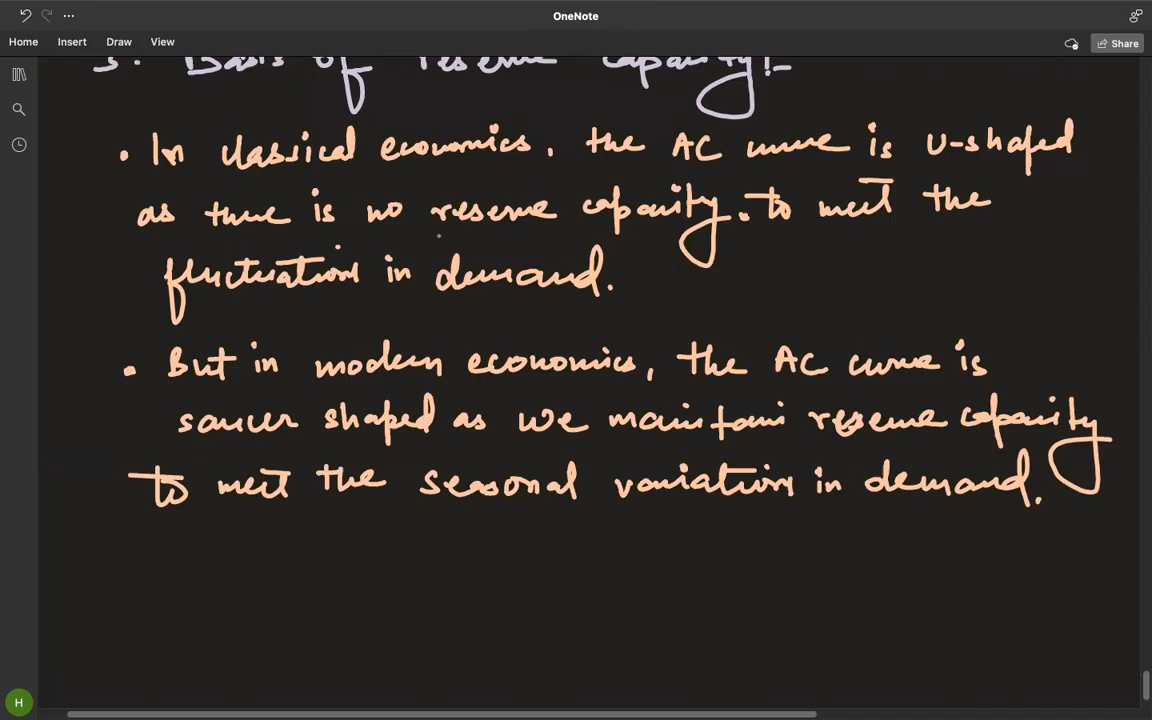 OneNote
Home Insert Draw View
Share
3. Basis of reserve capacity:-
• In classical economics, the AC curve is U-shaped
as there is no reserve capacity. to meet the
fluctuations in demand.
• But in modern economics, the AC curve is
saucer shaped as we maintain reserve capacity
to meet the seasonal variations in demand.
H